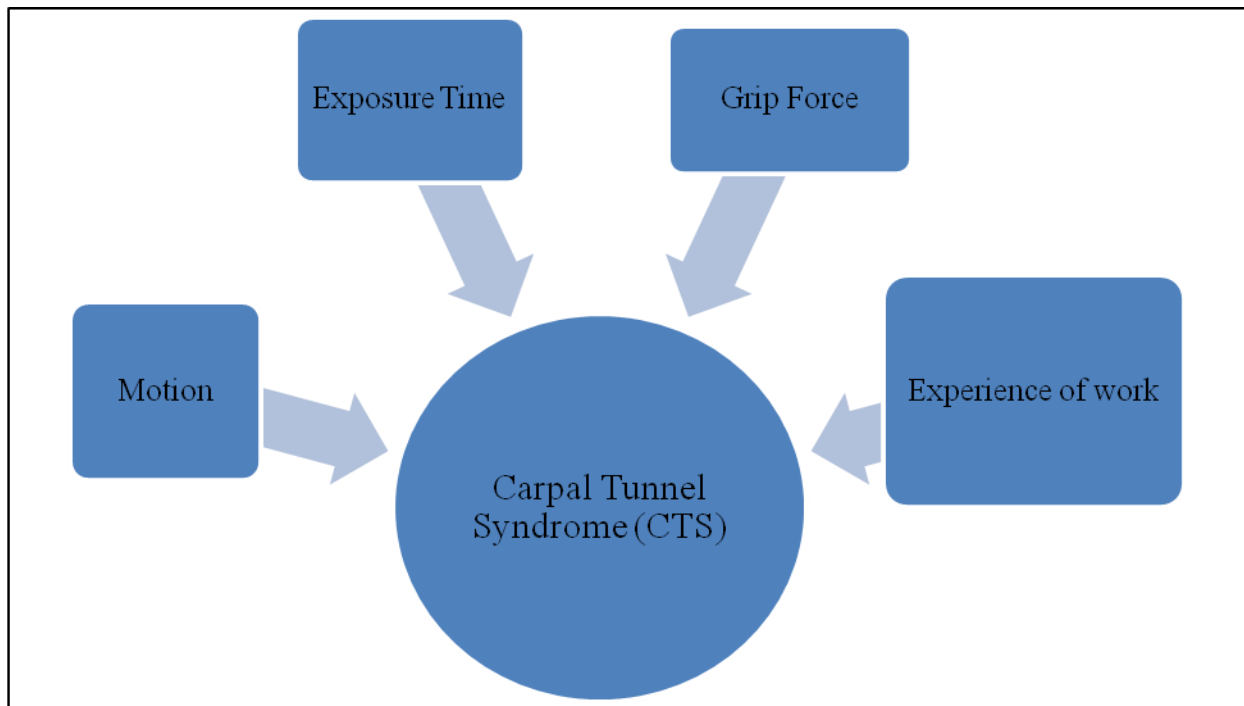 Exposure Time
Grip Force
Motion
Experience of work
Carpal Tunnel
Syndrome (CTS)